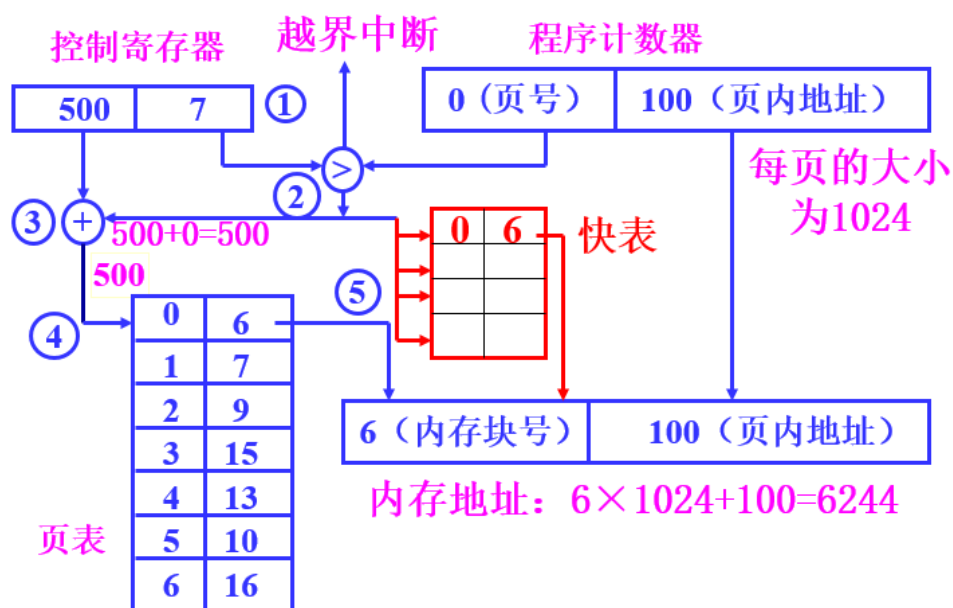 控制寄存器
越界中断
程序计数器
500 7
①
0 (页号) 100（页内地址）
>
每页的大小
为1024
②
③
+
500+0=500
0 6
快表
500
⑤
④
0 6
1 7
2 9
3 15
4 13
5 10
6 16
6（内存块号） 100（页内地址）
内存地址：6×1024+100=6244
页表